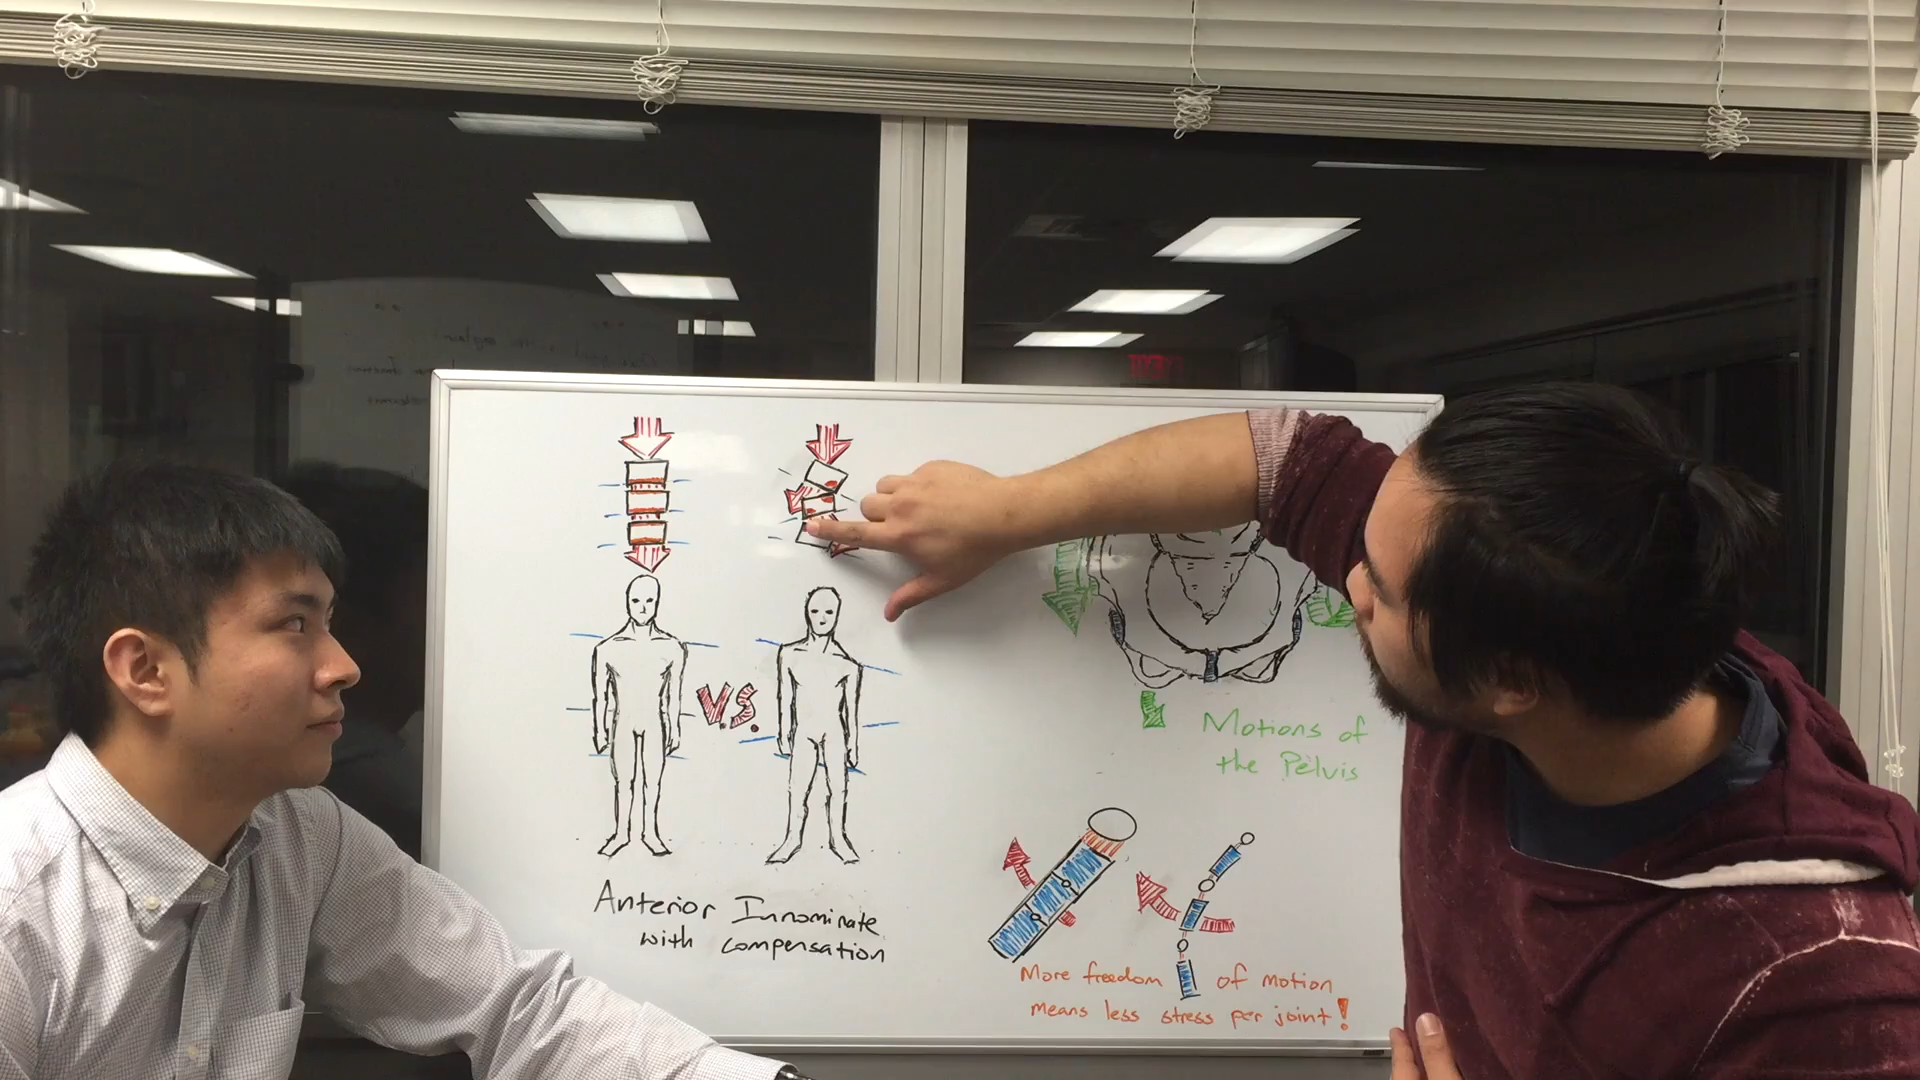 V.S.
Anterior Innominate
with compensation
Motions of
the Pelvis
More freedom of motion
means less stress per joint!